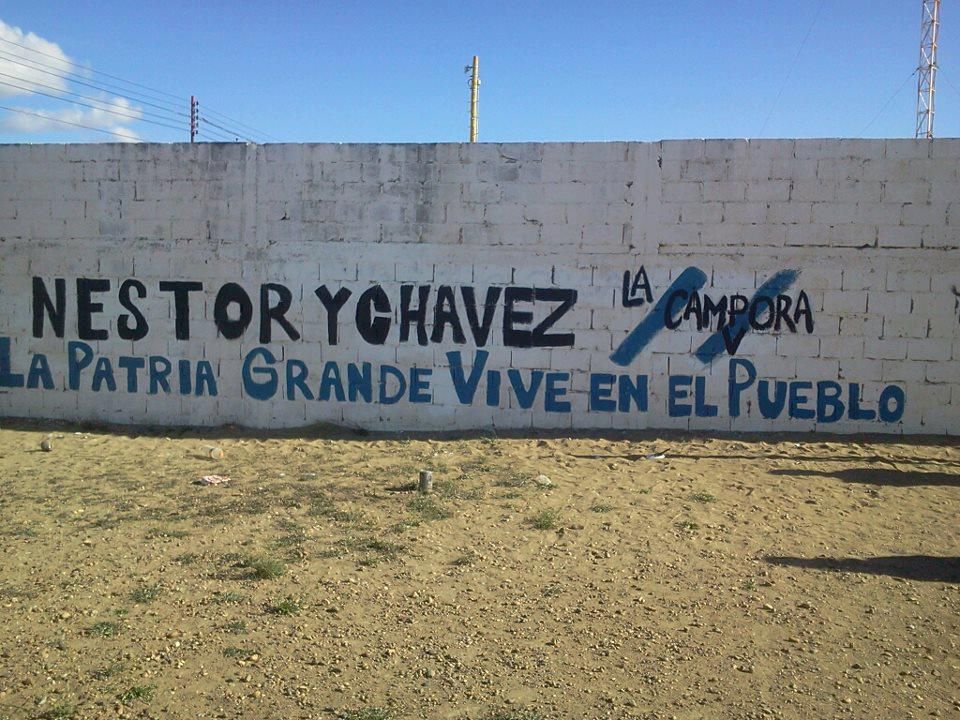 NESTOR Y CHAVEZ
LA CAMPORA
LA PATRIA GRANDE VIVE EN EL PUEBLO